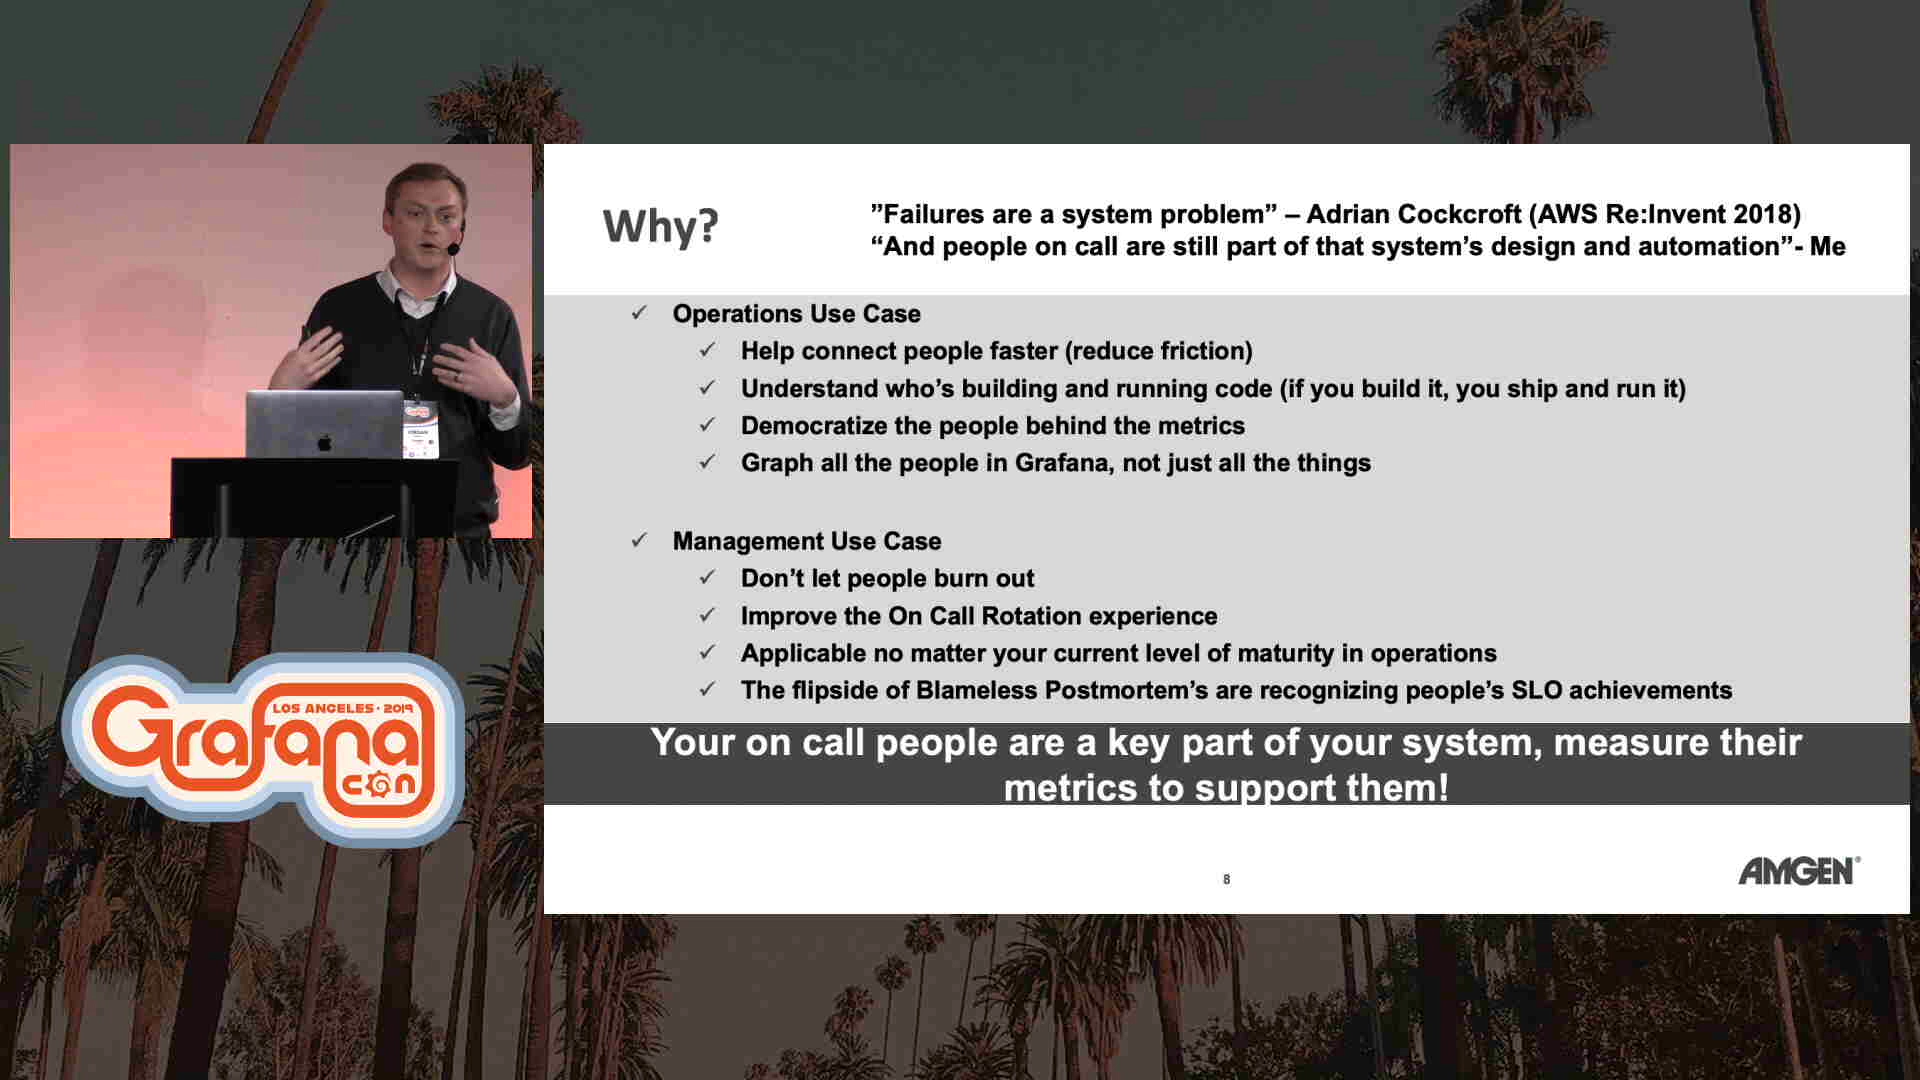 Why?
”Failures are a system problem” – Adrian Cockcroft (AWS Re:Invent 2018)
“And people on call are still part of that system’s design and automation”- Me
✓ Operations Use Case
✓ Help connect people faster (reduce friction)
✓ Understand who’s building and running code (if you build it, you ship and run it)
✓ Democratize the people behind the metrics
✓ Graph all the people in Grafana, not just all the things
✓ Management Use Case
✓ Don’t let people burn out
✓ Improve the On Call Rotation experience
✓ Applicable no matter your current level of maturity in operations
✓ The flipside of Blameless Postmortem’s are recognizing people’s SLO achievements
Your on call people are a key part of your system, measure their
metrics to support them!
8
AMGEN®
LOS ANGELES · 2019
Grafana
con